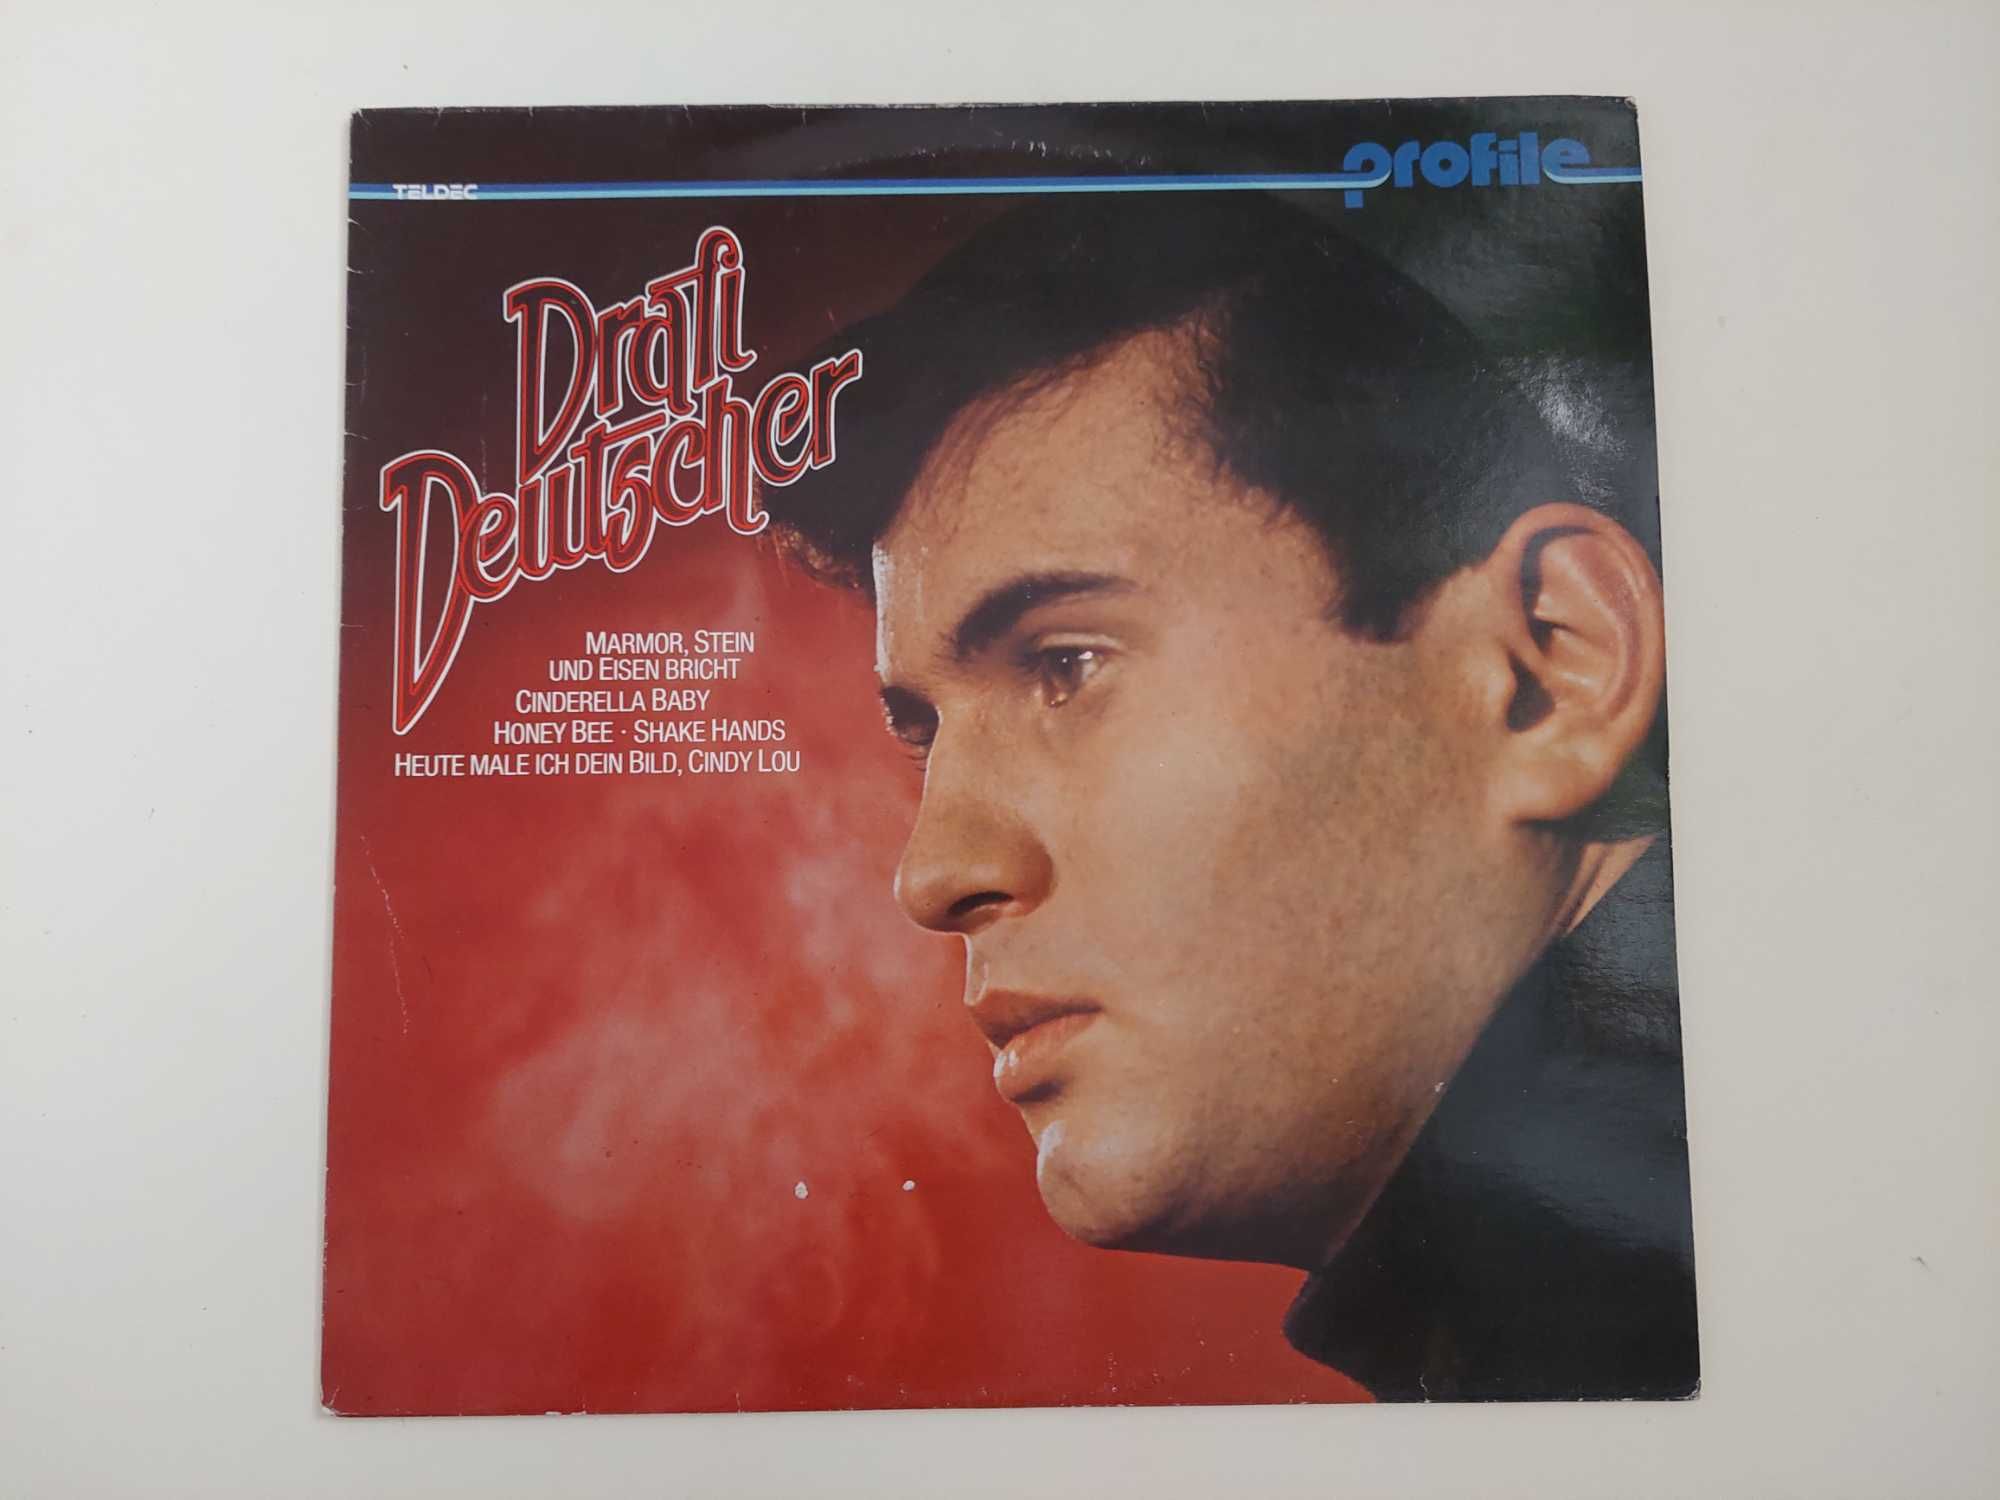 TELDEC
profile
Drafi
Deutscher
MARMOR, STEIN
UND EISEN BRICHT
CINDERELLA BABY
HONEY BEE · SHAKE HANDS
HEUTE MALE ICH DEIN BILD, CINDY LOU